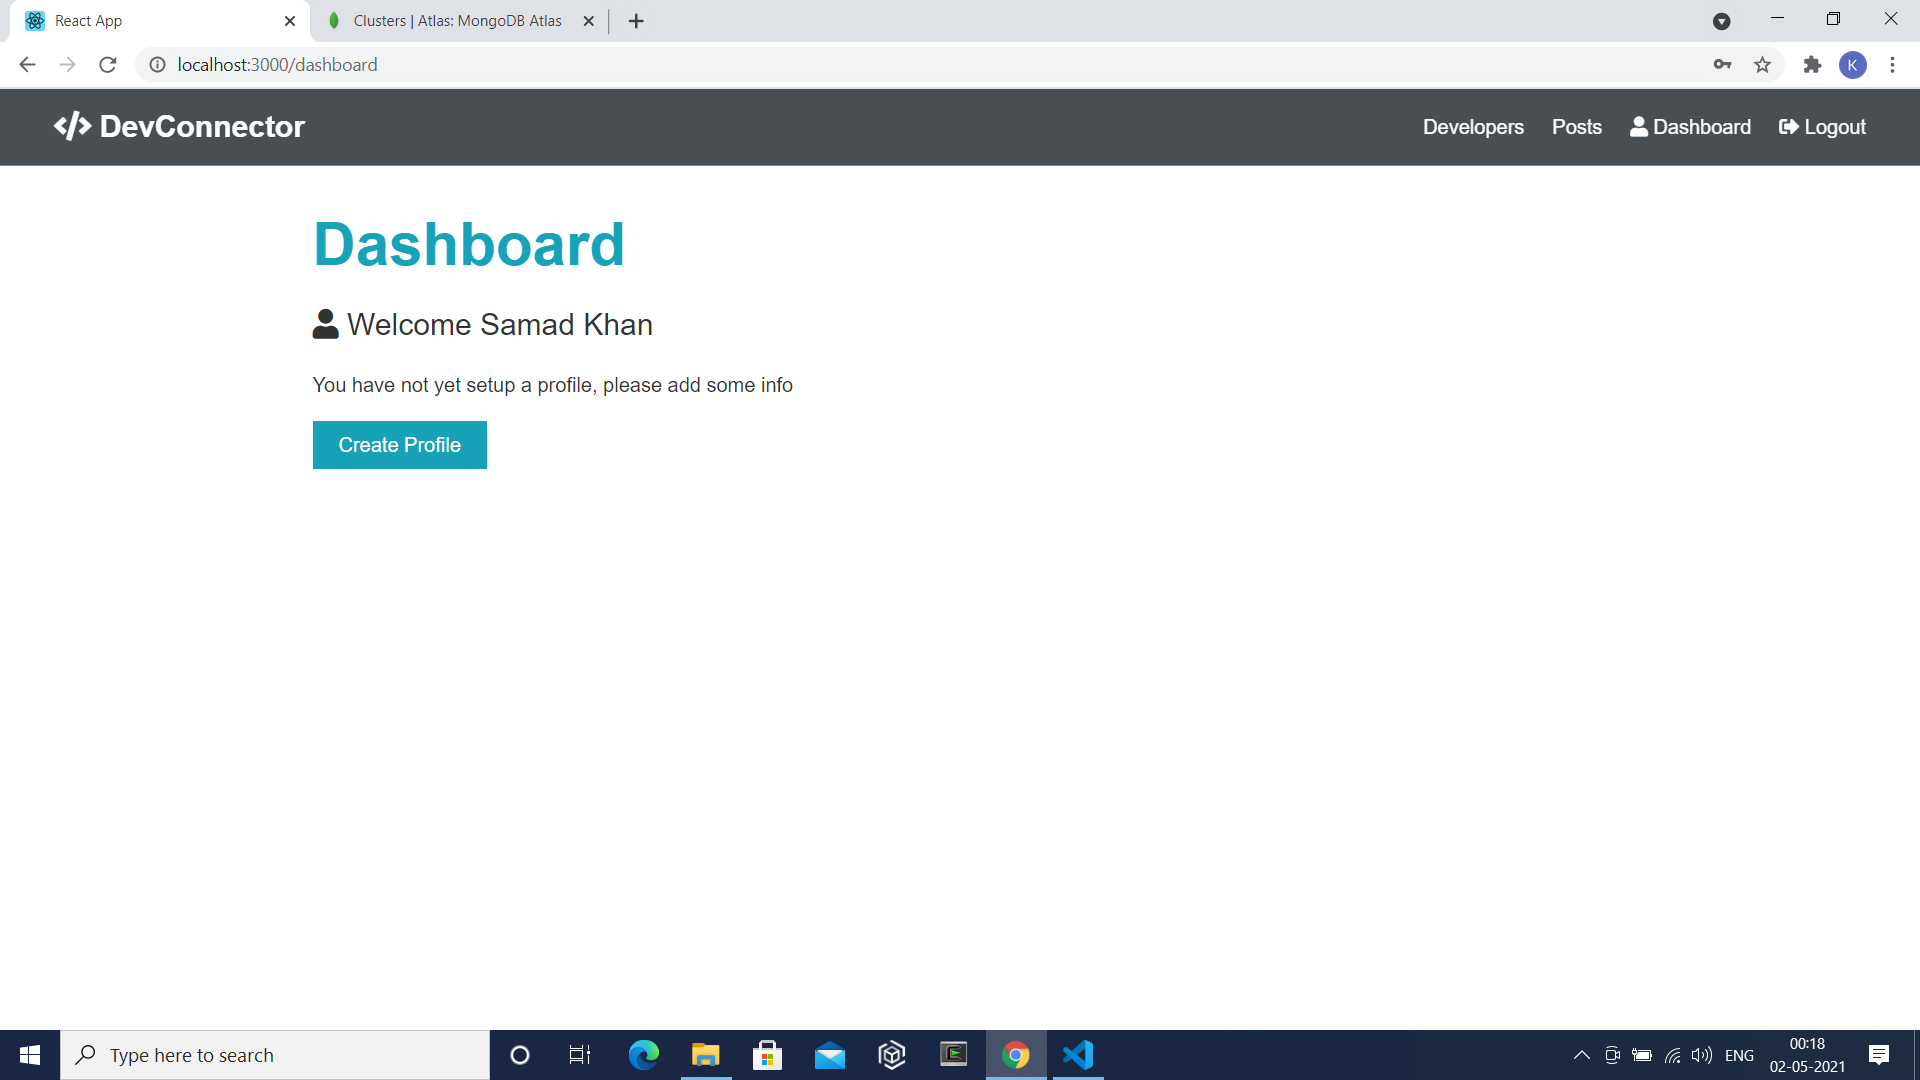 React App
Clusters | Atlas: MongoDB Atlas
localhost:3000/dashboard
K
DevConnector
Developers Posts Dashboard Logout
Dashboard
Welcome Samad Khan
You have not yet setup a profile, please add some info
Create Profile
Type here to search
ENG
00:18
02-05-2021